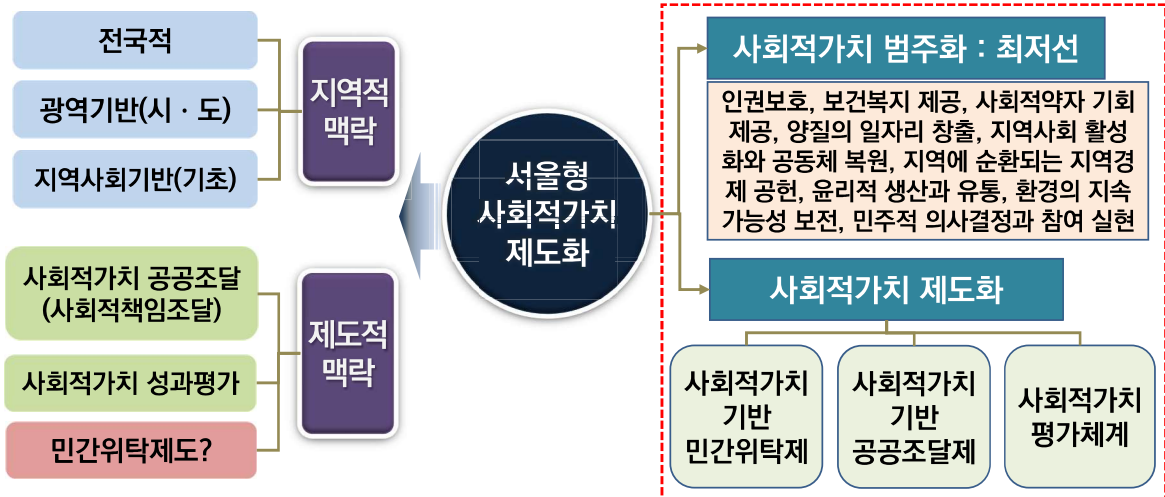 전국적
광역기반(시 · 도)
지역사회기반(기초)
지역적
맥락
사회적가치 공공조달
(사회적책임조달)
사회적가치 성과평가
민간위탁제도?
제도적
맥락
서울형
사회적가치
제도화
사회적가치 범주화 : 최저선
인권보호, 보건복지 제공, 사회적약자 기회
제공, 양질의 일자리 창출, 지역사회 활성
화와 공동체 복원, 지역에 순환되는 지역경
제 공헌, 윤리적 생산과 유통, 환경의 지속
가능성 보전, 민주적 의사결정과 참여 실현
사회적가치 제도화
사회적가치
기반
민간위탁제
사회적가치
기반
공공조달제
사회적가치
평가체계